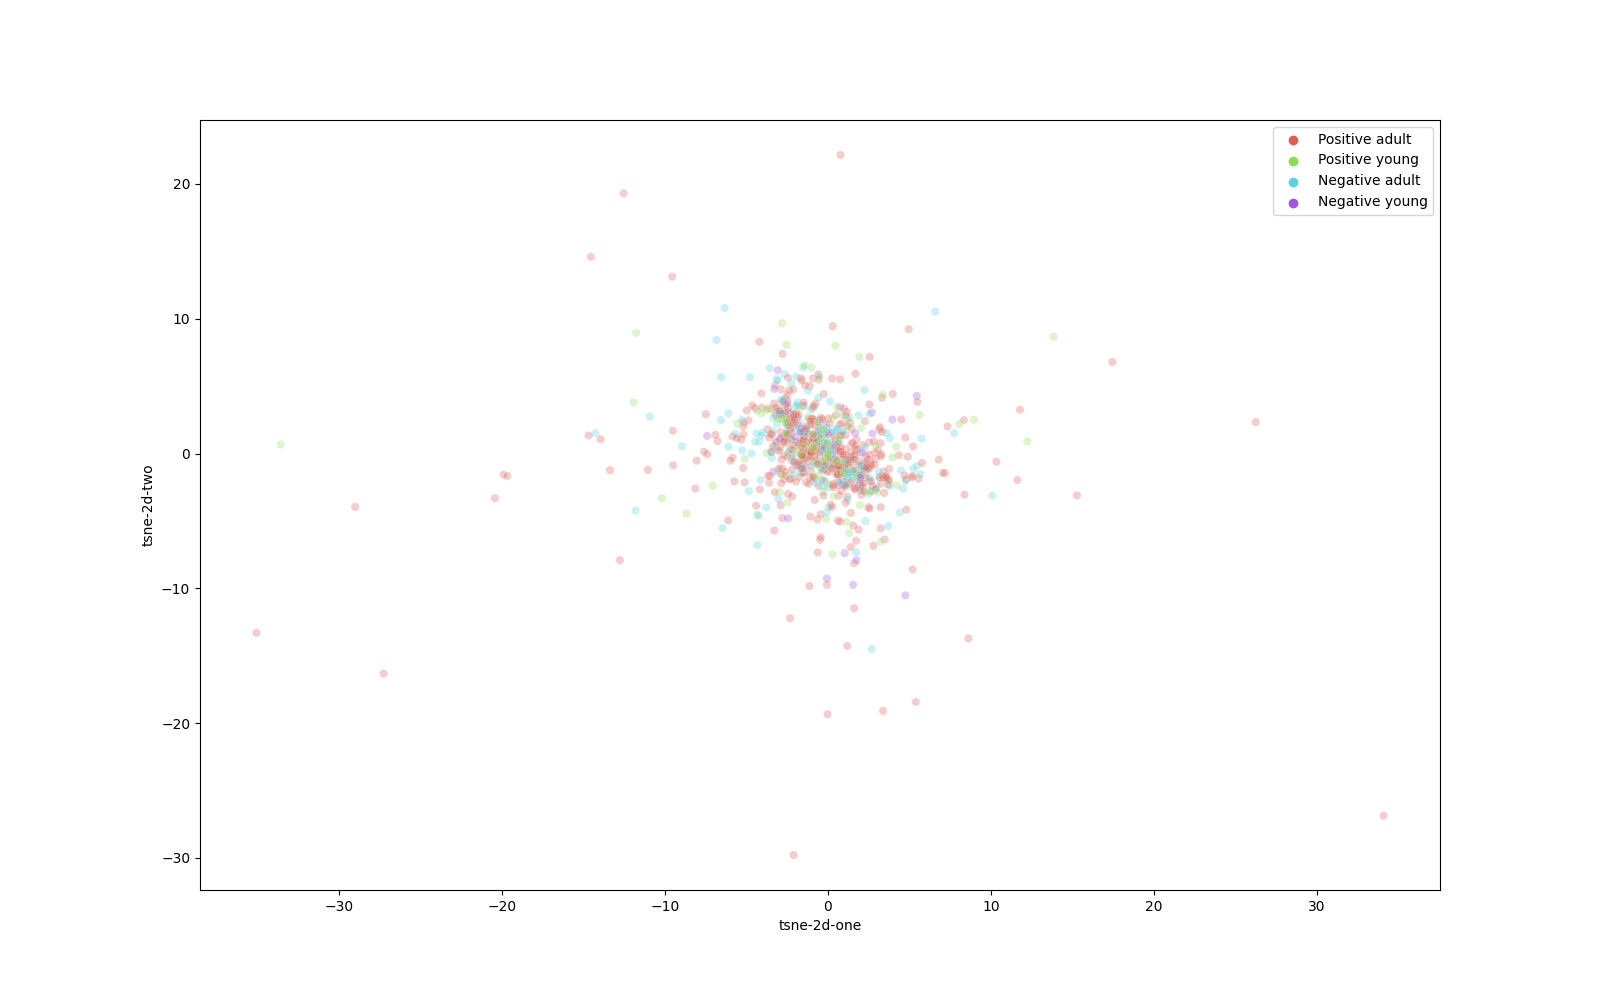 Positive adult
Positive young
Negative adult
Negative young
20
10
0
−10
−20
−30
tsne-2d-two
−30
−20
−10
0
10
20
30
tsne-2d-one